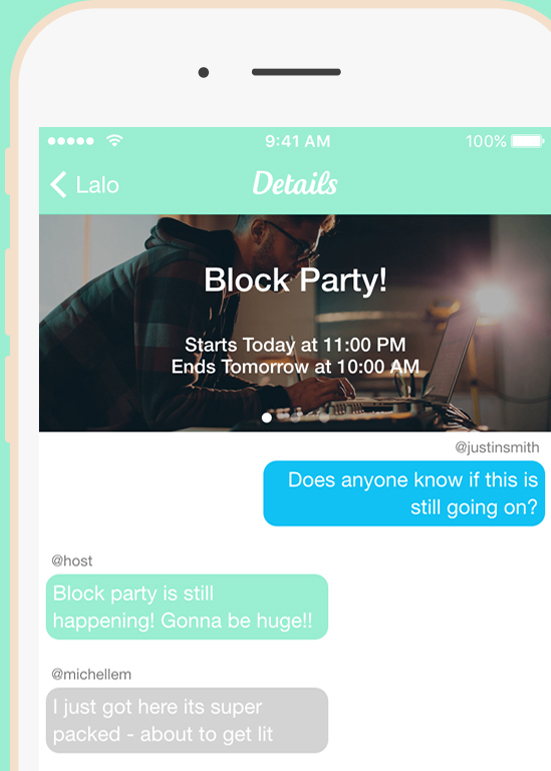 9:41 AM
100%
Lalo
Details
Block Party!
Starts Today at 11:00 PM
Ends Tomorrow at 10:00 AM
@justinsmith
Does anyone know if this is
still going on?
@host
Block party is still
happening! Gonna be huge!!
@michellem
I just got here its super
packed - about to get lit